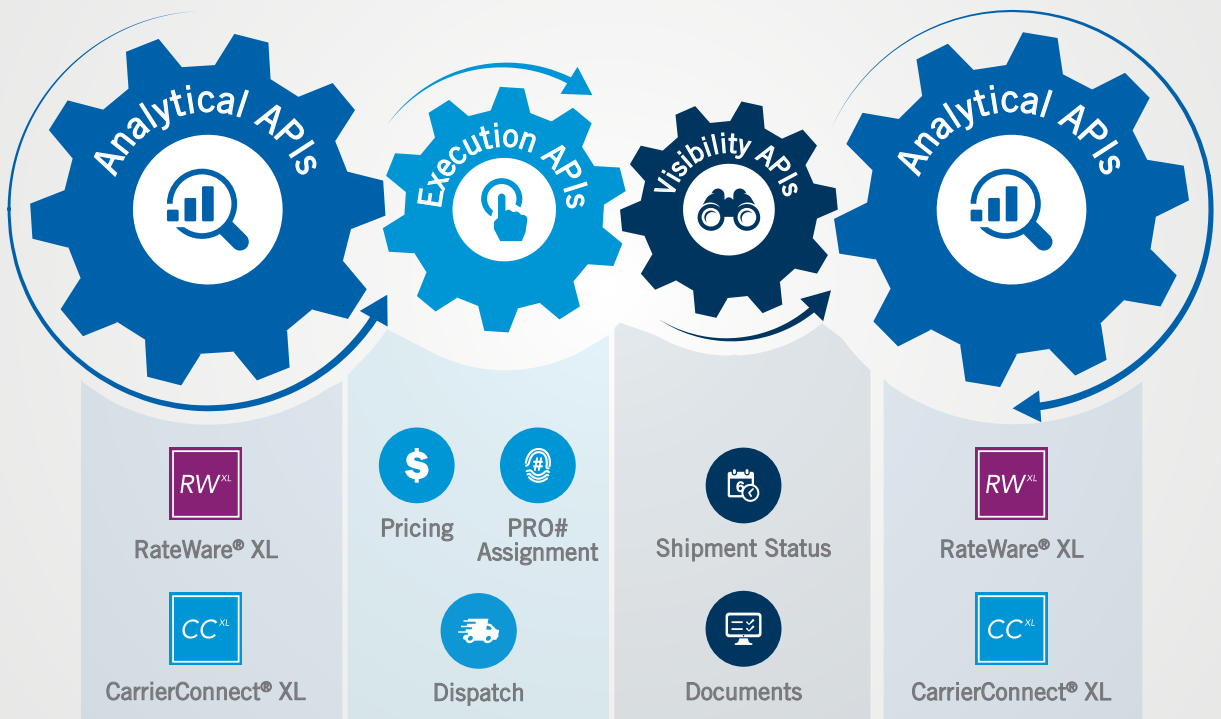 Analytical APIs
Execution APIs
Visibility APIs
Analytical APIs
RW XL
RateWare® XL
CC XL
CarrierConnect® XL
$
Pricing
#
PRO#
Assignment
Dispatch
6
Shipment Status
Documents
RW XL
RateWare® XL
CC XL
CarrierConnect® XL